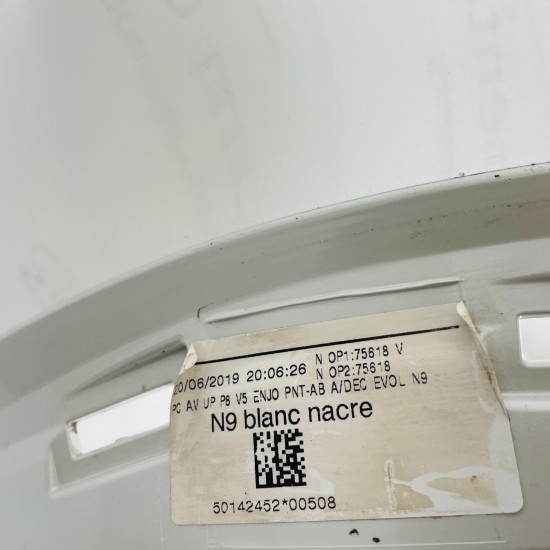 20/06/2019 20:06:26 N OP1:75618 V
N OP2:75618
PC AV UP P8 V5 ENJO PNT-AB A/DEC EVOL N9
N9 blanc nacre
50142452*00508